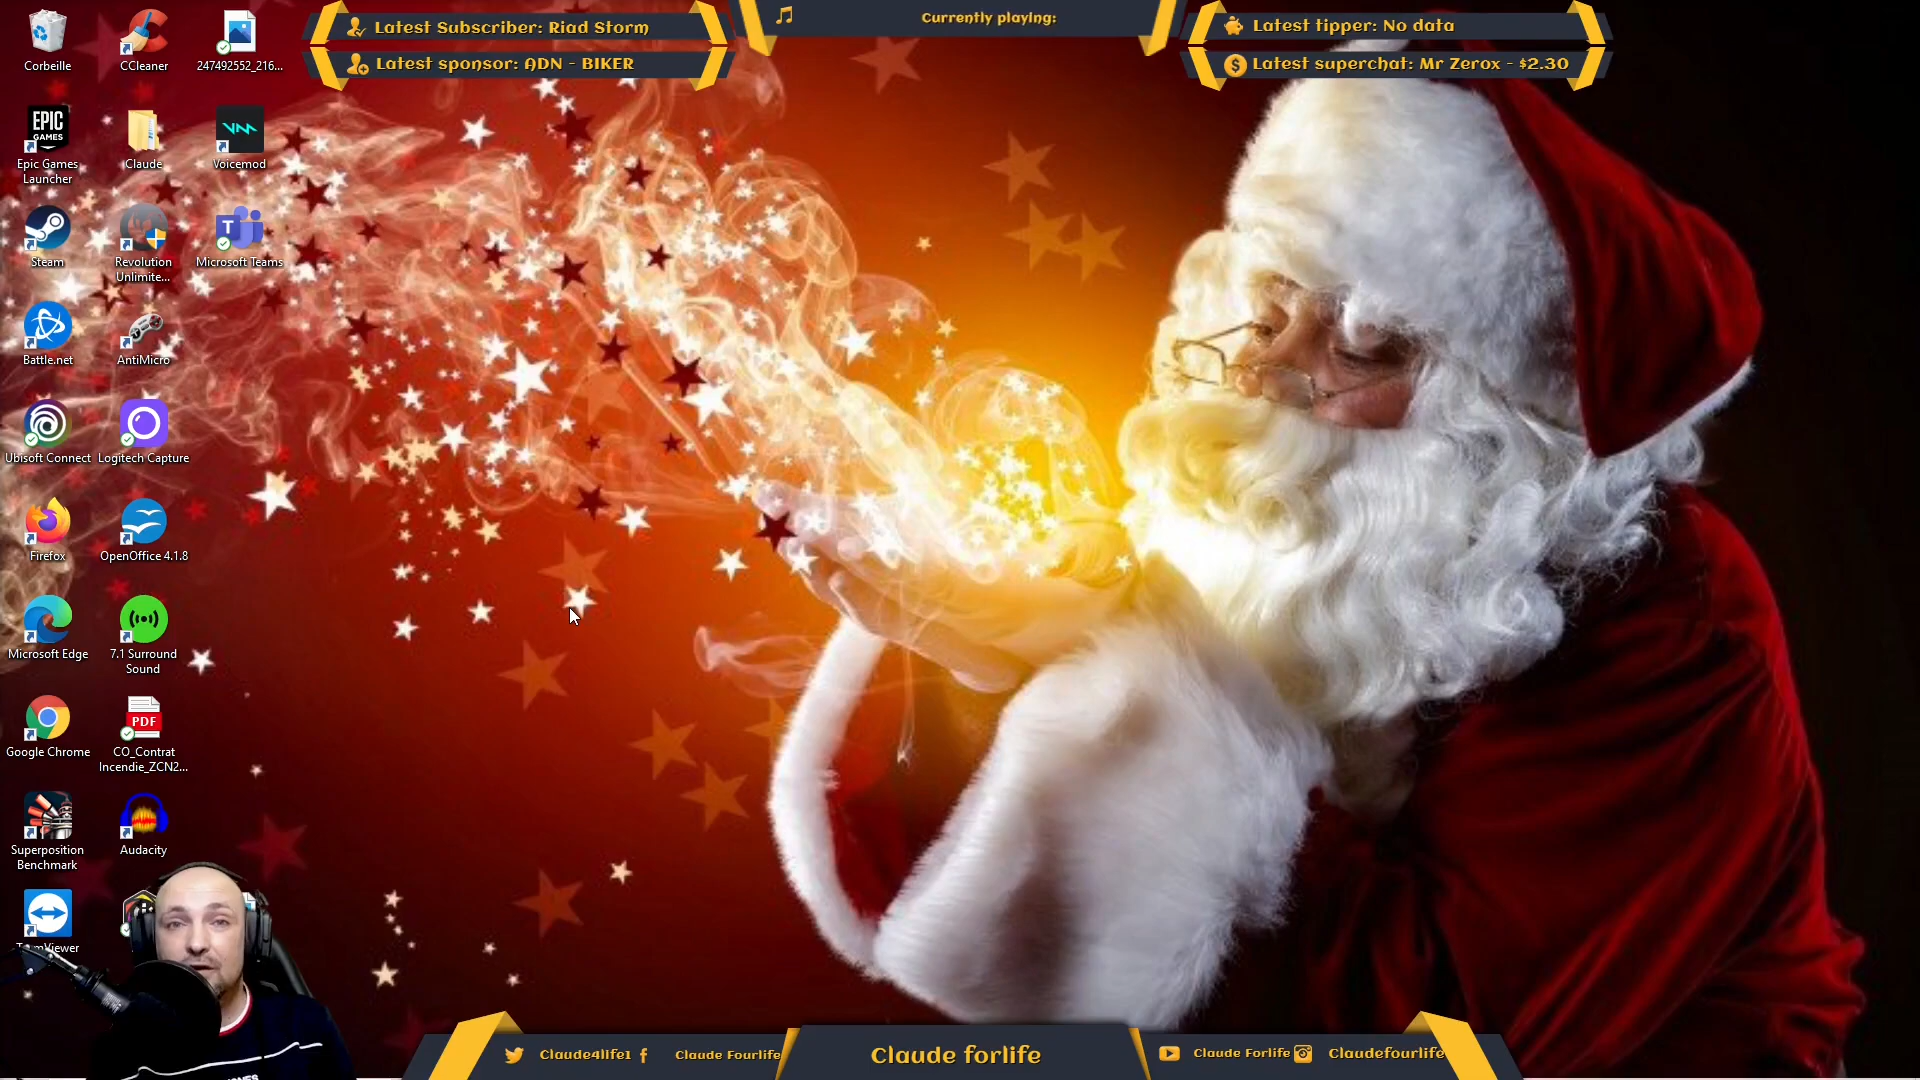 Latest Subscriber: Riad Storm
Latest sponsor: ADN - BIKER
Currently playing:
Latest tipper: No data
Latest superchat: Mr Zerox - $2.30
Corbeille
CCleaner
247492552_216...
EPIC
GAMES
Epic Games
Launcher
Claude
Voicemod
Steam
Revolution
Unlimite...
T
Microsoft Teams
Battle.net
AntiMicro
Ubisoft Connect
Logitech Capture
Firefox
OpenOffice 4.1.8
Microsoft Edge
7.1 Surround
Sound
Google Chrome
PDF
CO_Contrat
Incendie_ZCN2...
Superposition
Benchmark
Audacity
TeamViewer
Claude4life1
Claude Fourlife
Claude forlife
Claude Forlife
Claudefourlife